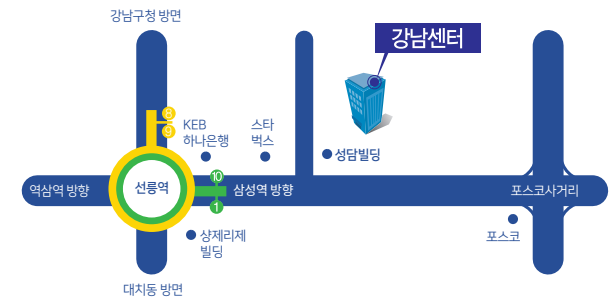 강남구청 방면
강남센터
8
9
KEB
하나은행
스타
벅스
성담빌딩
역삼역 방향
선릉역
10
1
삼성역 방향
포스코사거리
샹제리제
빌딩
포스코
대치동 방면